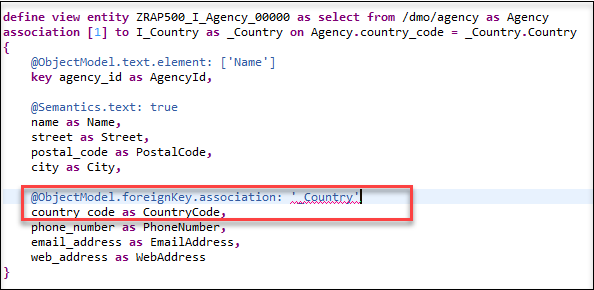 define view entity ZRAP500_I_Agency_00000 as select from /dmo/agency as Agency
association [1] to I_Country as _Country on Agency.country_code = _Country.Country
{
@ObjectModel.text.element: ['Name']
key agency_id as AgencyId,
@Semantics.text: true
name as Name,
street as Street,
postal_code as PostalCode,
city as City,
@ObjectModel.foreignKey.association: '_Country'
country_code as CountryCode,
phone_number as PhoneNumber,
email_address as EmailAddress,
web_address as WebAddress
}